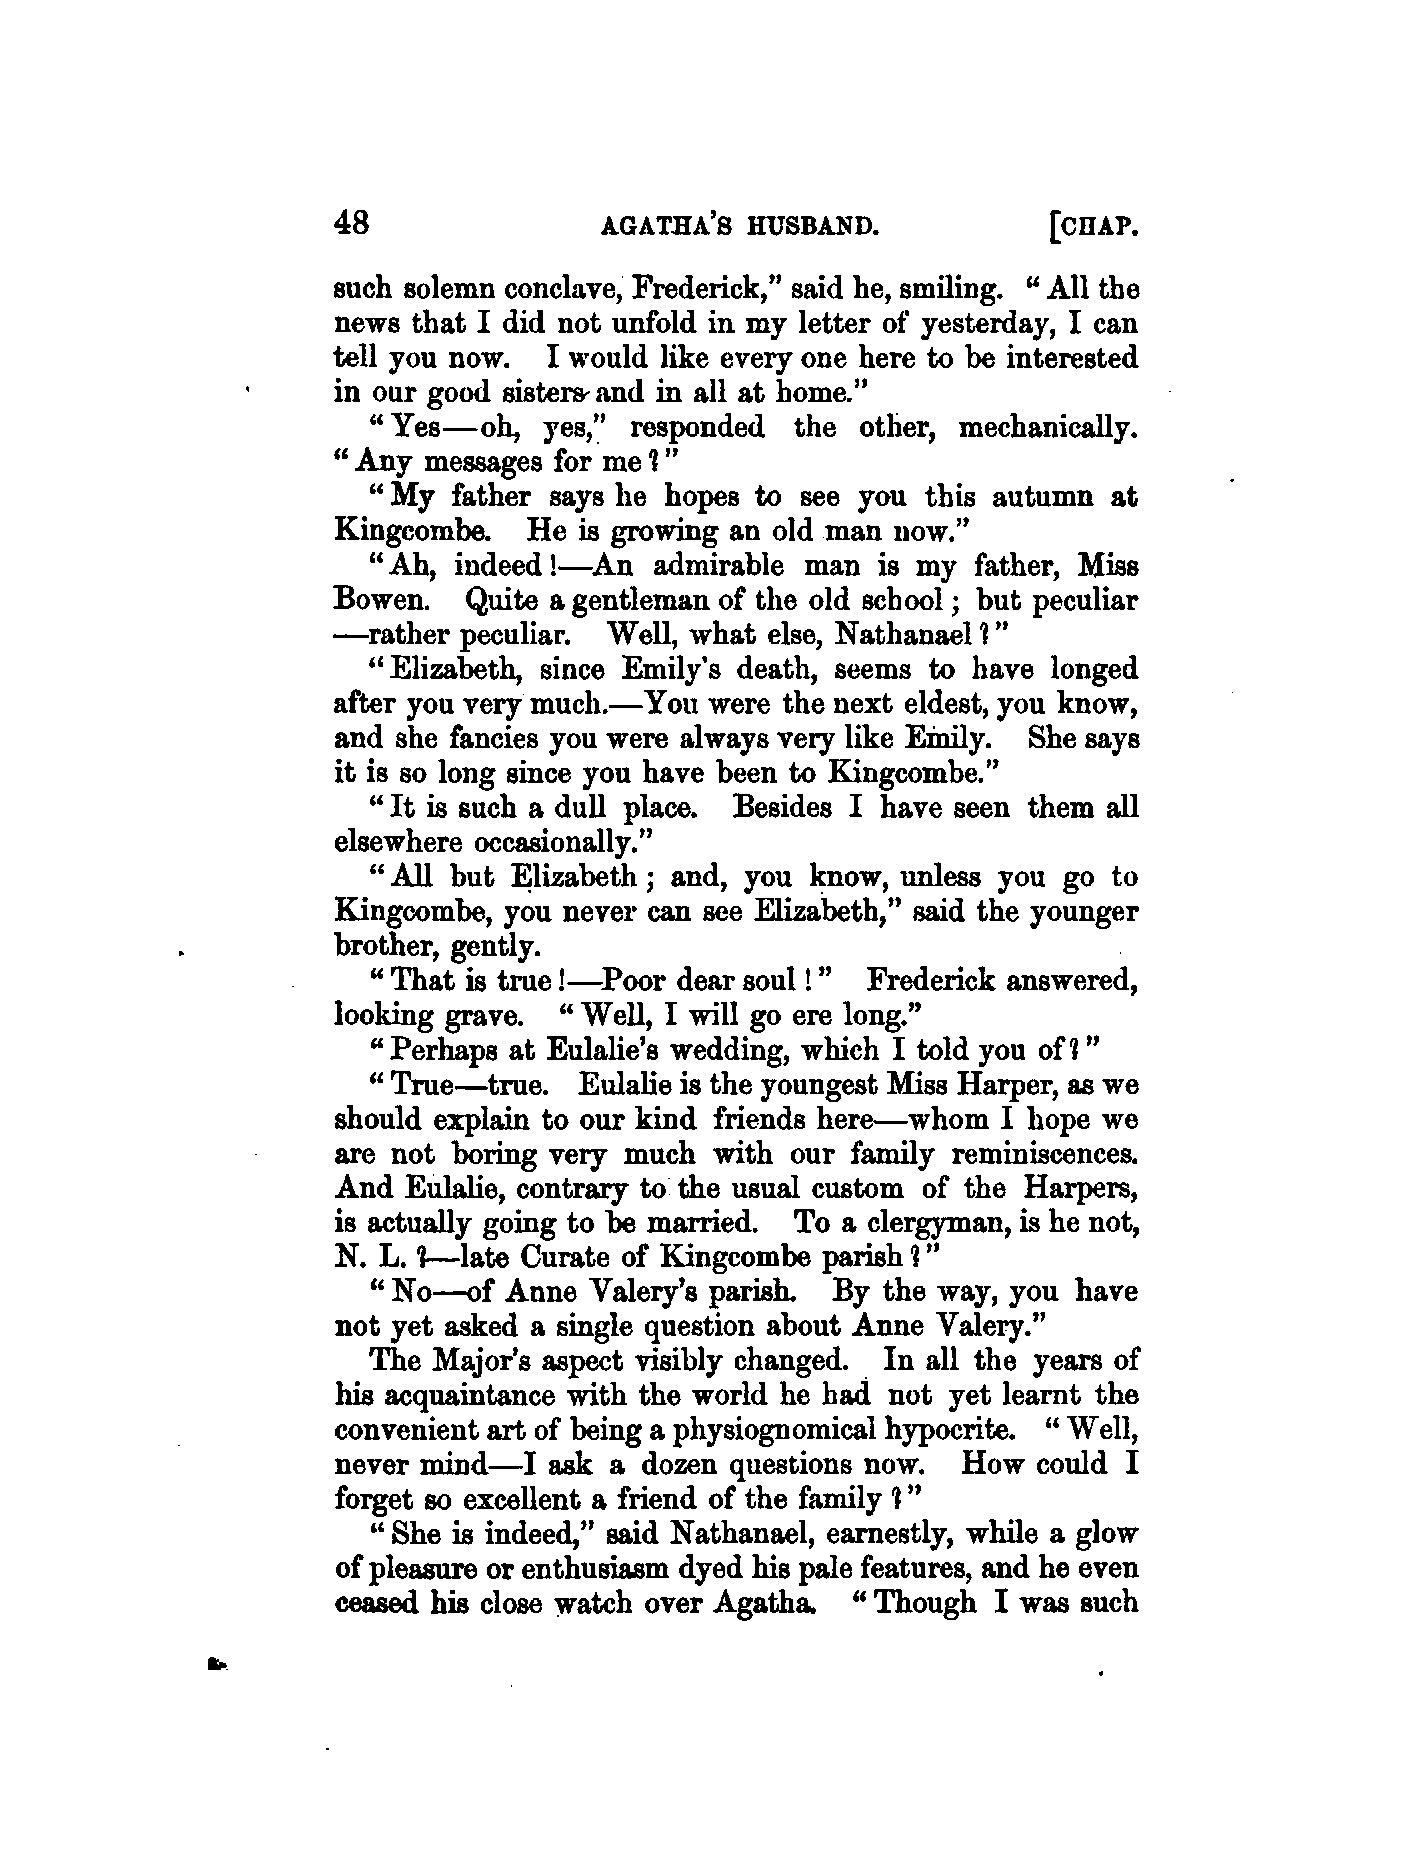 48 AGATHA'S HUSBAND. [CHAP.
such solemn conclave, Frederick," said he, smiling. "All the
news that I did not unfold in my letter of yesterday, I can
tell you now. I would like every one here to be interested
in our good sisters and in all at home."
"Yes—oh, yes," responded the other, mechanically.
"Any messages for me?"
"My father says he hopes to see you this autumn at
Kingcombe. He is growing an old man now."
"Ah, indeed!—An admirable man is my father, Miss
Bowen. Quite a gentleman of the old school; but peculiar
—rather peculiar. Well, what else, Nathanael?"
"Elizabeth, since Emily's death, seems to have longed
after you very much.—You were the next eldest, you know,
and she fancies you were always very like Emily. She says
it is so long since you have been to Kingcombe."
"It is such a dull place. Besides I have seen them all
elsewhere occasionally."
"All but Elizabeth; and, you know, unless you go to
Kingcombe, you never can see Elizabeth," said the younger
brother, gently.
"That is true!—Poor dear soul!" Frederick answered,
looking grave. "Well, I will go ere long."
"Perhaps at Eulalie's wedding, which I told you of?"
"True—true. Eulalie is the youngest Miss Harper, as we
should explain to our kind friends here—whom I hope we
are not boring very much with our family reminiscences.
And Eulalie, contrary to the usual custom of the Harpers,
is actually going to be married. To a clergyman, is he not,
N. L.?—late Curate of Kingcombe parish?"
"No—of Anne Valery's parish. By the way, you have
not yet asked a single question about Anne Valery."
The Major's aspect visibly changed. In all the years of
his acquaintance with the world he had not yet learnt the
convenient art of being a physiognomical hypocrite. "Well,
never mind—I ask a dozen questions now. How could I
forget so excellent a friend of the family?"
"She is indeed," said Nathanael, earnestly, while a glow
of pleasure or enthusiasm dyed his pale features, and he even
ceased his close watch over Agatha. "Though I was such